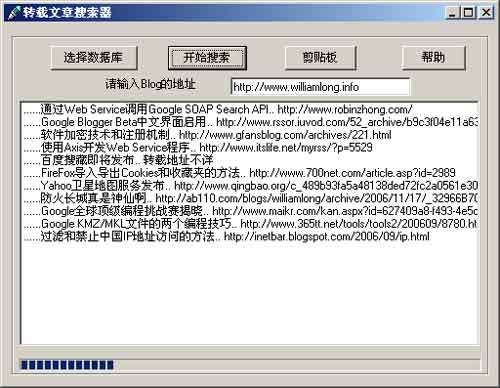 转载文章搜索器
选择数据库 开始搜索 剪贴板 帮助
请输入Blog的地址 http://www.williamlong.info
......通过Web Service调用Google SOAP Search API.. http://www.robinzhong.com/
......Google Blogger Beta中文界面启用.. http://www.rssor.iuvod.com/52_archive/b9c3f04e11a63
......软件加密技术和注册机制.. http://www.gfansblog.com/archives/221.html
......使用Axis开发Web Service程序.. http://www.itslife.net/myrss/?p=5529
......百度搜藏即将发布.. 转载地址不详
......FireFox导入导出Cookies和收藏夹的方法.. http://www.700net.com/article.asp?id=2989
......Yahoo卫星地图服务发布.. http://www.qingbao.org/c_489b93fa5a48138ded72fc2a0561e30
......防火长城真是神仙啊.. http://ab110.com/blogs/williamlong/archive/2006/11/17/_32966B70
......Google全球顶级编程挑战赛揭晓.. http://www.maikr.com/kan.aspx?id=627409a8-f493-4e5c
......Google KMZ/MKL文件的两个编程技巧.. http://www.365tt.net/tools/tools2/200609/8780.ht
......过滤和禁止中国IP地址访问的方法.. http://inetbar.blogspot.com/2006/09/ip.html